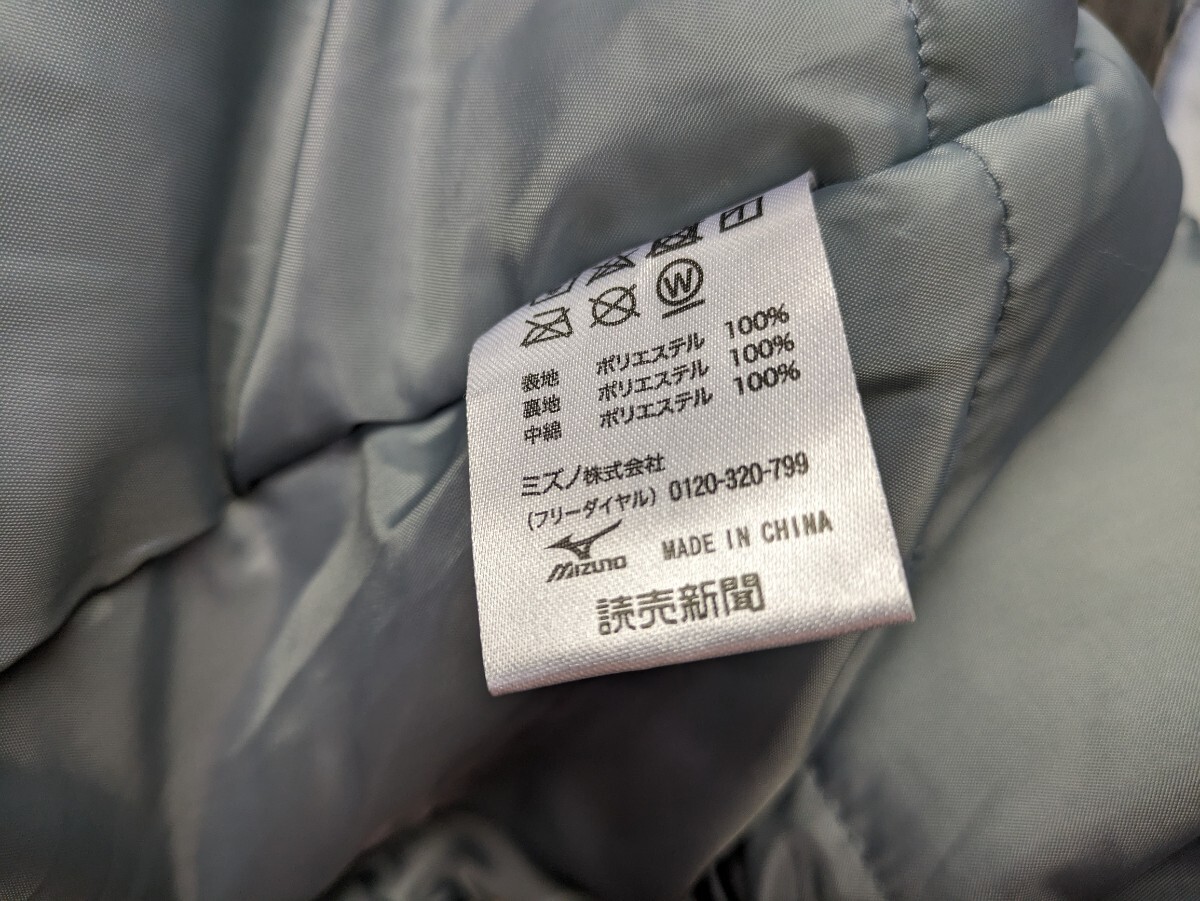 W
表地 ポリエステル 100%
裏地 ポリエステル 100%
中綿 ポリエステル 100%
ミズノ株式会社
(フリーダイヤル) 0120-320-799
MIZUNO MADE IN CHINA
読売新聞